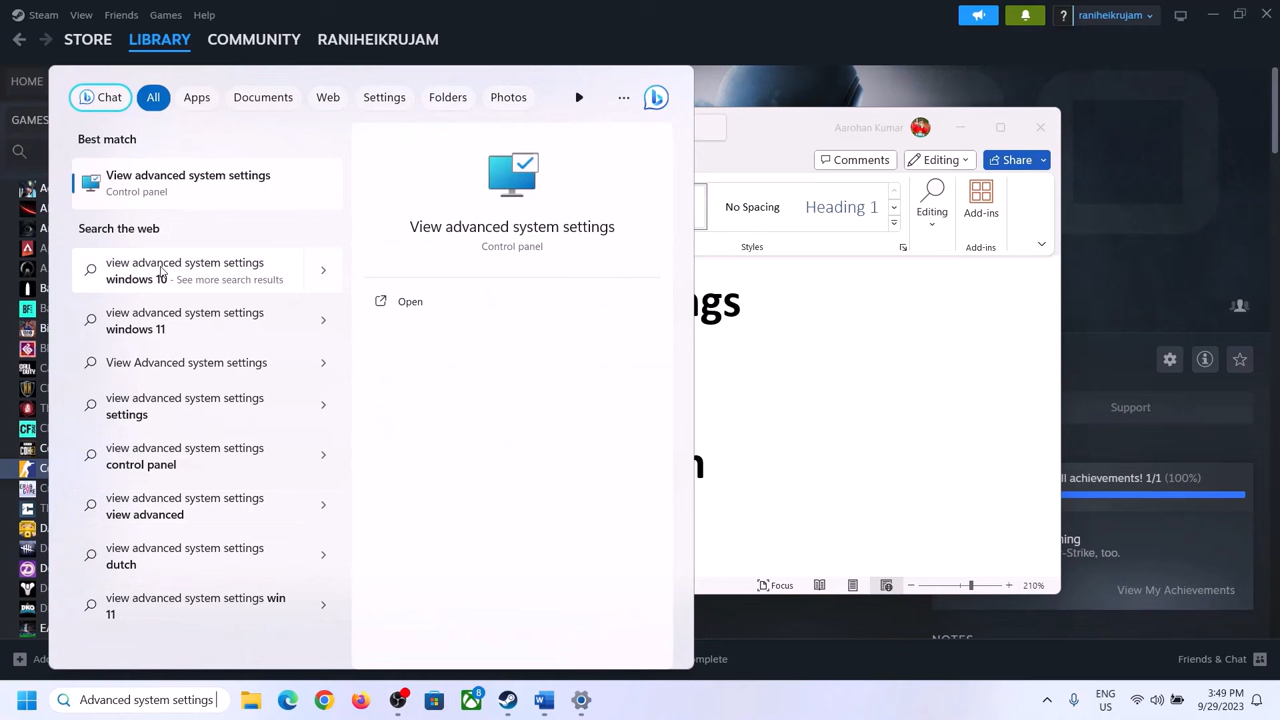 Steam View Friends Games Help
? raniheikrujam
STORE LIBRARY COMMUNITY RANIHEIKRUJAM
HOME
Chat All Apps Documents Web Settings Folders Photos
GAMES
Best match
View advanced system settings
Control panel
Search the web
view advanced system settings
windows 10 - See more search results
view advanced system settings
windows 11
View Advanced system settings
view advanced system settings
settings
view advanced system settings
control panel
view advanced system settings
view advanced
view advanced system settings
dutch
view advanced system settings win
11
View advanced system settings
Control panel
Open
Aarohan Kumar
Comments Editing Share
No Spacing Heading 1
Editing Add-ins
Styles Add-ins
ngs
Focus 210%
Support
ll achievements! 1/1 (100%)
-Strike, too.
View My Achievements
NOTES
Friends & Chat
Advanced system settings
8
ENG
US
3:49 PM
9/29/2023